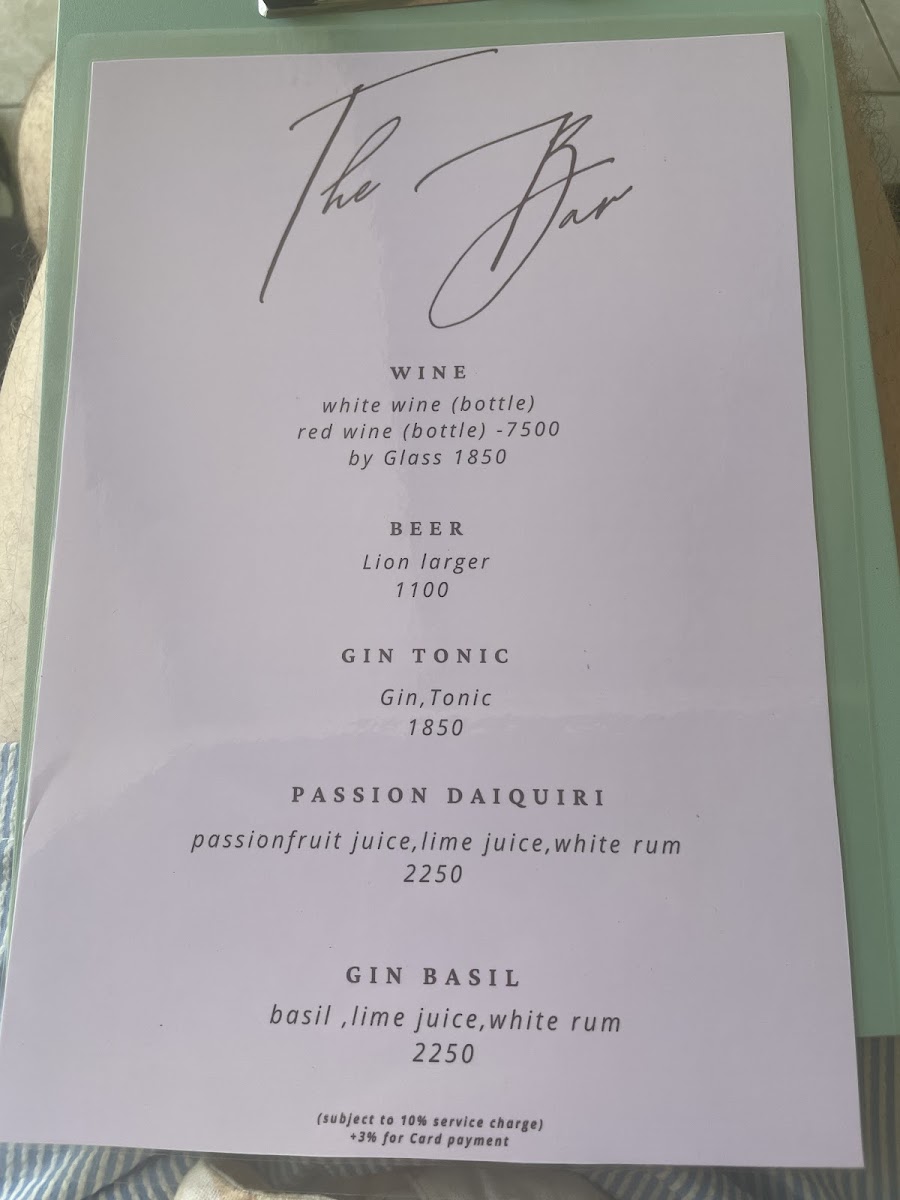 The Bar
WINE
white wine (bottle)
red wine (bottle) -7500
by Glass 1850
BEER
Lion larger
1100
GIN TONIC
Gin,Tonic
1850
PASSION DAIQUIRI
passionfruit juice,lime juice,white rum
2250
GIN BASIL
basil ,lime juice,white rum
2250
(subject to 10% service charge)
+3% for Card payment